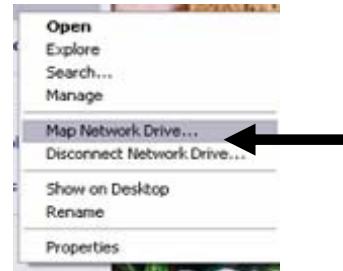 Open
Explore
Search...
Manage
Map Network Drive...
Disconnect Network Drive...
Show on Desktop
Rename
Properties